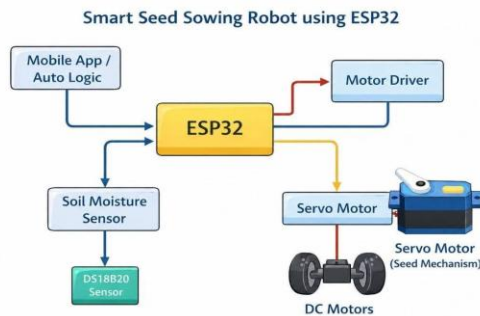 Smart Seed Sowing Robot using ESP32
Mobile App /
Auto Logic
Motor Driver
ESP32
Soil Moisture
Sensor
Servo Motor
Servo Motor
(Seed Mechanism)
DS18B20
Sensor
DC Motors